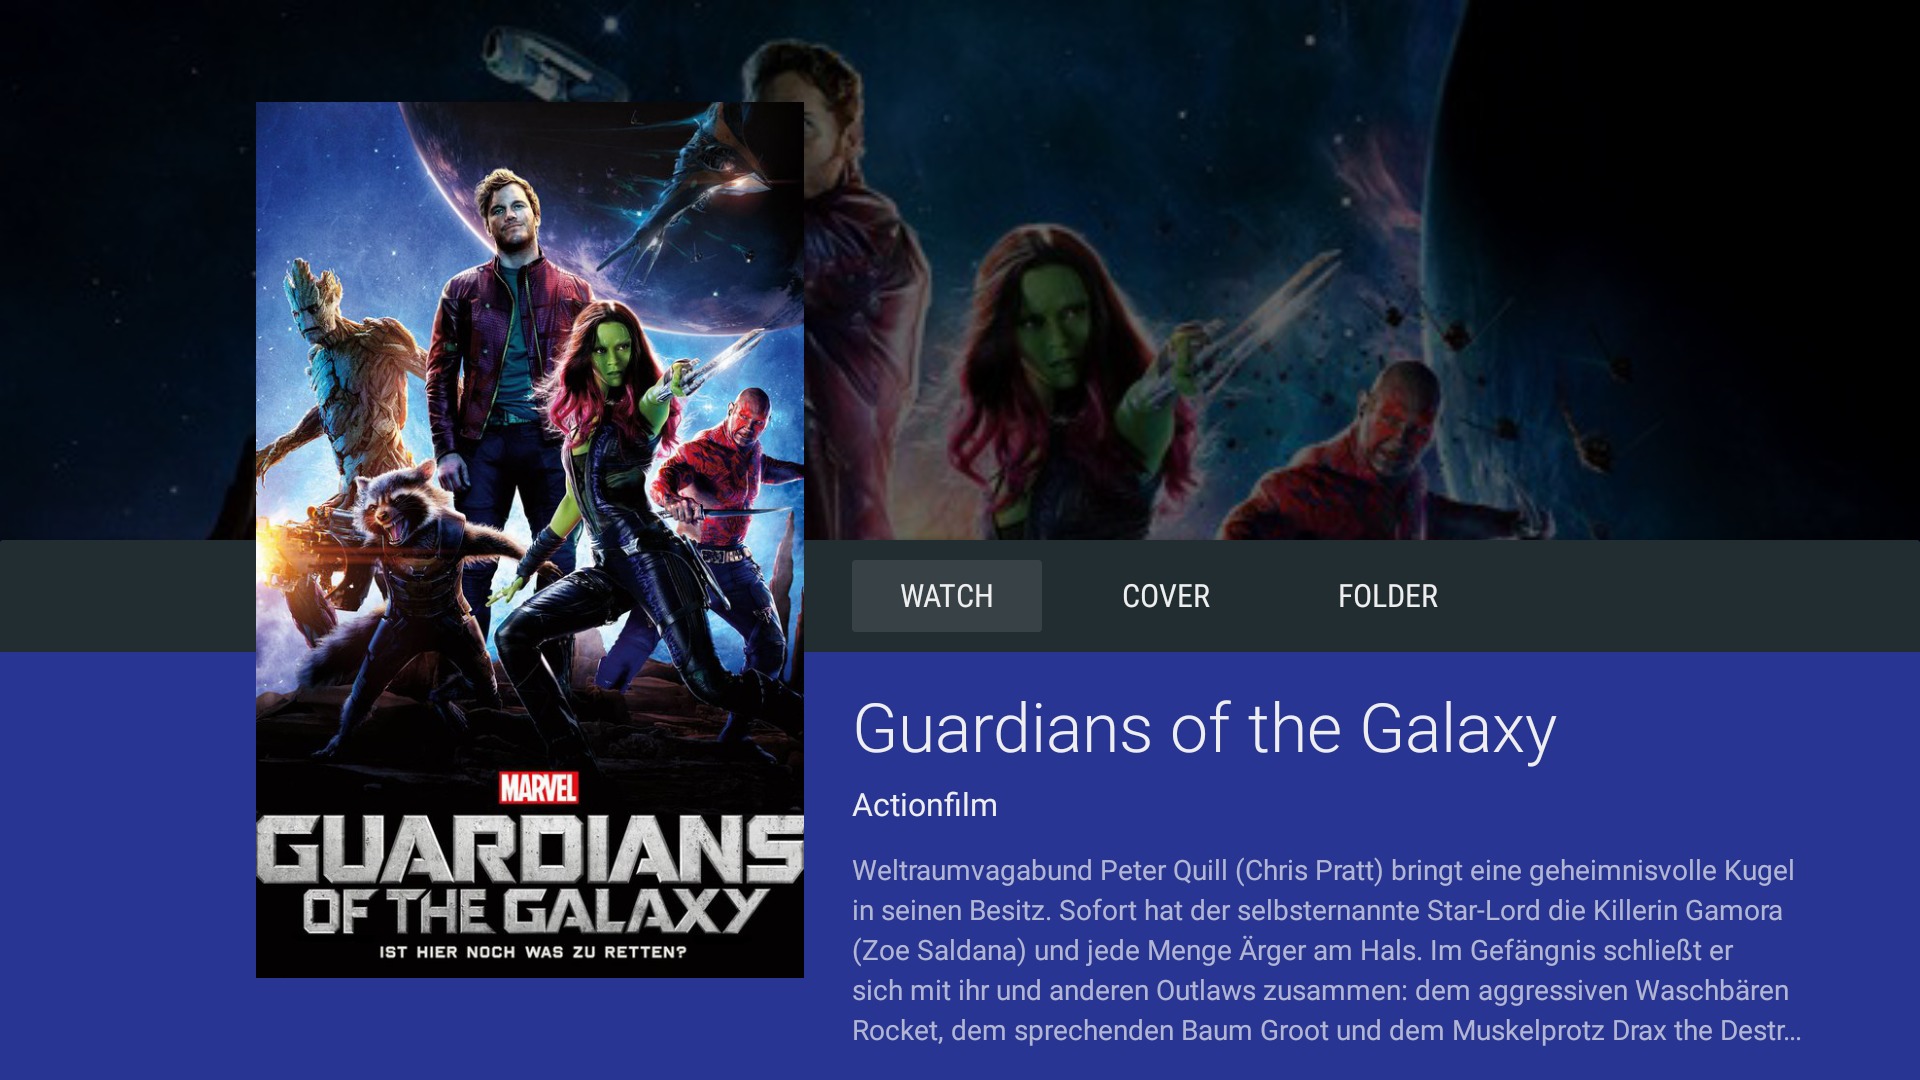 MARVEL
GUARDIANS
OF THE GALAXY
IST HIER NOCH WAS ZU RETTEN?
WATCH
COVER
FOLDER
Guardians of the Galaxy
Actionfilm
Weltraumvagabund Peter Quill (Chris Pratt) bringt eine geheimnisvolle Kugel
in seinen Besitz. Sofort hat der selbsternannte Star-Lord die Killerin Gamora
(Zoe Saldana) und jede Menge Ärger am Hals. Im Gefängnis schließt er
sich mit ihr und anderen Outlaws zusammen: dem aggressiven Waschbären
Rocket, dem sprechenden Baum Groot und dem Muskelprotz Drax the Destr...